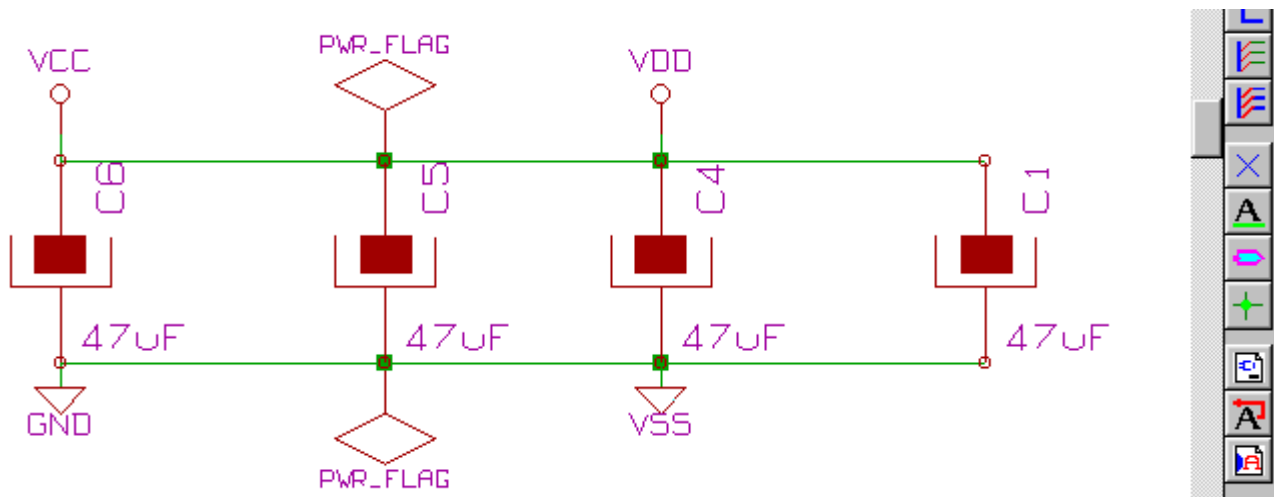 VCC
PWR_FLAG
VDD
C6
C5
C4
C1
47uF
47uF
47uF
47uF
GND
PWR_FLAG
VSS
A
A
A